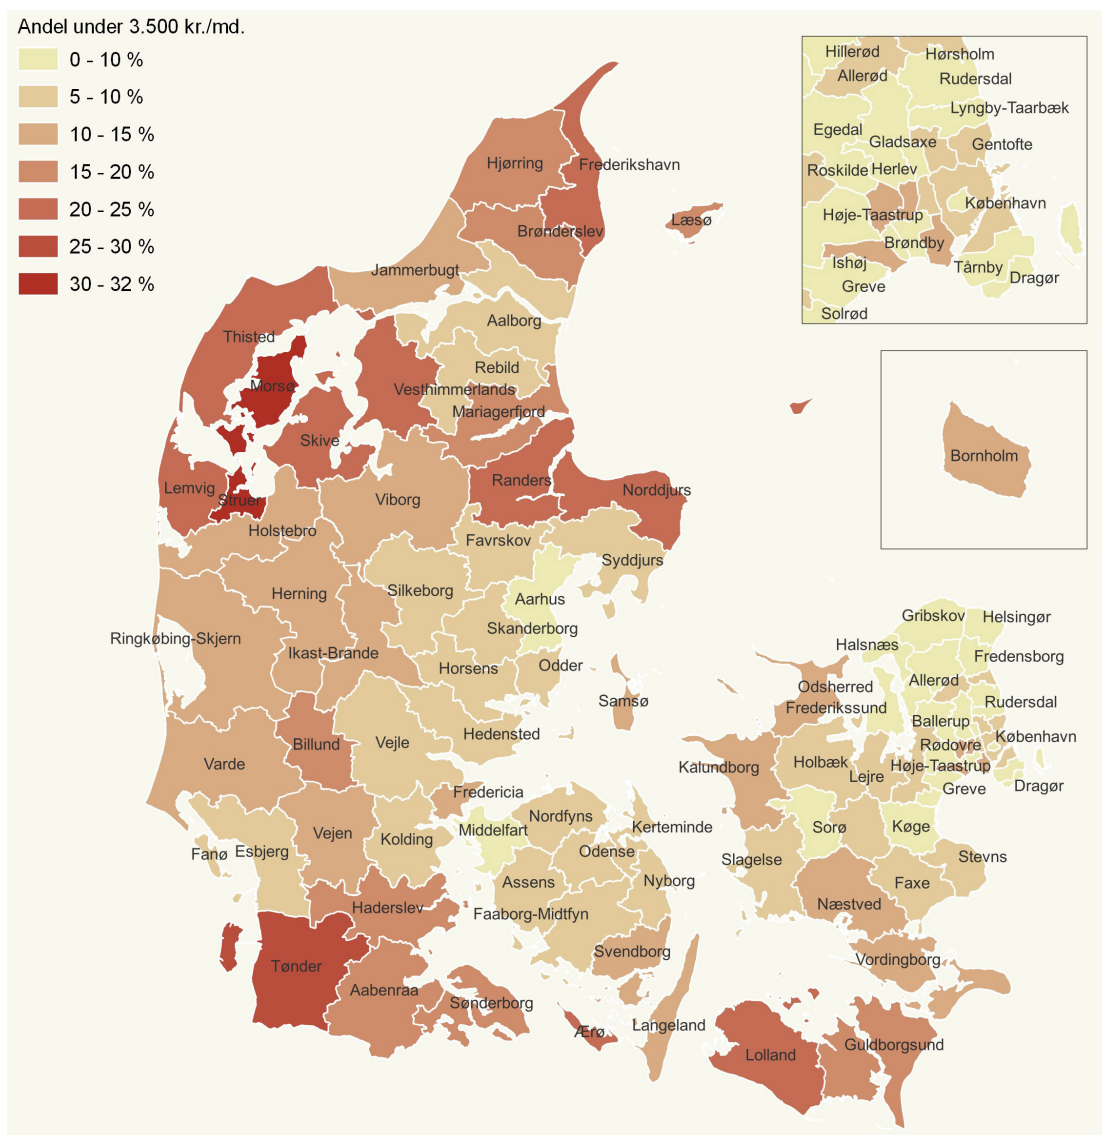 Andel under 3.500 kr./md.
0 - 10 %
5 - 10 %
10 - 15 %
15 - 20 %
20 - 25 %
25 - 30 %
30 - 32 %
Hillerød
Hørsholm
Allerød
Rudersdal
Lyngby-Taarbæk
Egedal
Gladsaxe
Gentofte
Roskilde
Herlev
København
Høje-Taastrup
Brøndby
Ishøj
Tårnby
Dragør
Greve
Solrød
Bornholm
Hjørring
Frederikshavn
Læsø
Brønderslev
Jammerbugt
Aalborg
Thisted
Rebild
Morsø
Vesthimmerlands
Mariagerfjord
Skive
Lemvig
Struer
Randers
Norddjurs
Viborg
Holstebro
Favrskov
Syddjurs
Herning
Silkeborg
Aarhus
Skanderborg
Ringkøbing-Skjern
Ikast-Brande
Horsens
Odder
Samsø
Billund
Vejle
Hedensted
Varde
Fredericia
Vejen
Kolding
Middelfart
Nordfyns
Kerteminde
Fanø
Esbjerg
Odense
Assens
Nyborg
Haderslev
Faaborg-Midtfyn
Svendborg
Tønder
Aabenraa
Sønderborg
Ærø
Langeland
Gribskov
Helsingør
Halsnæs
Fredensborg
Allerød
Odsherred
Frederikssund
Rudersdal
Ballerup
København
Rødovre
Kalundborg
Holbæk
Høje-Taastrup
Lejre
Greve
Dragør
Sorø
Køge
Slagelse
Stevns
Faxe
Næstved
Vordingborg
Lolland
Guldborgsund